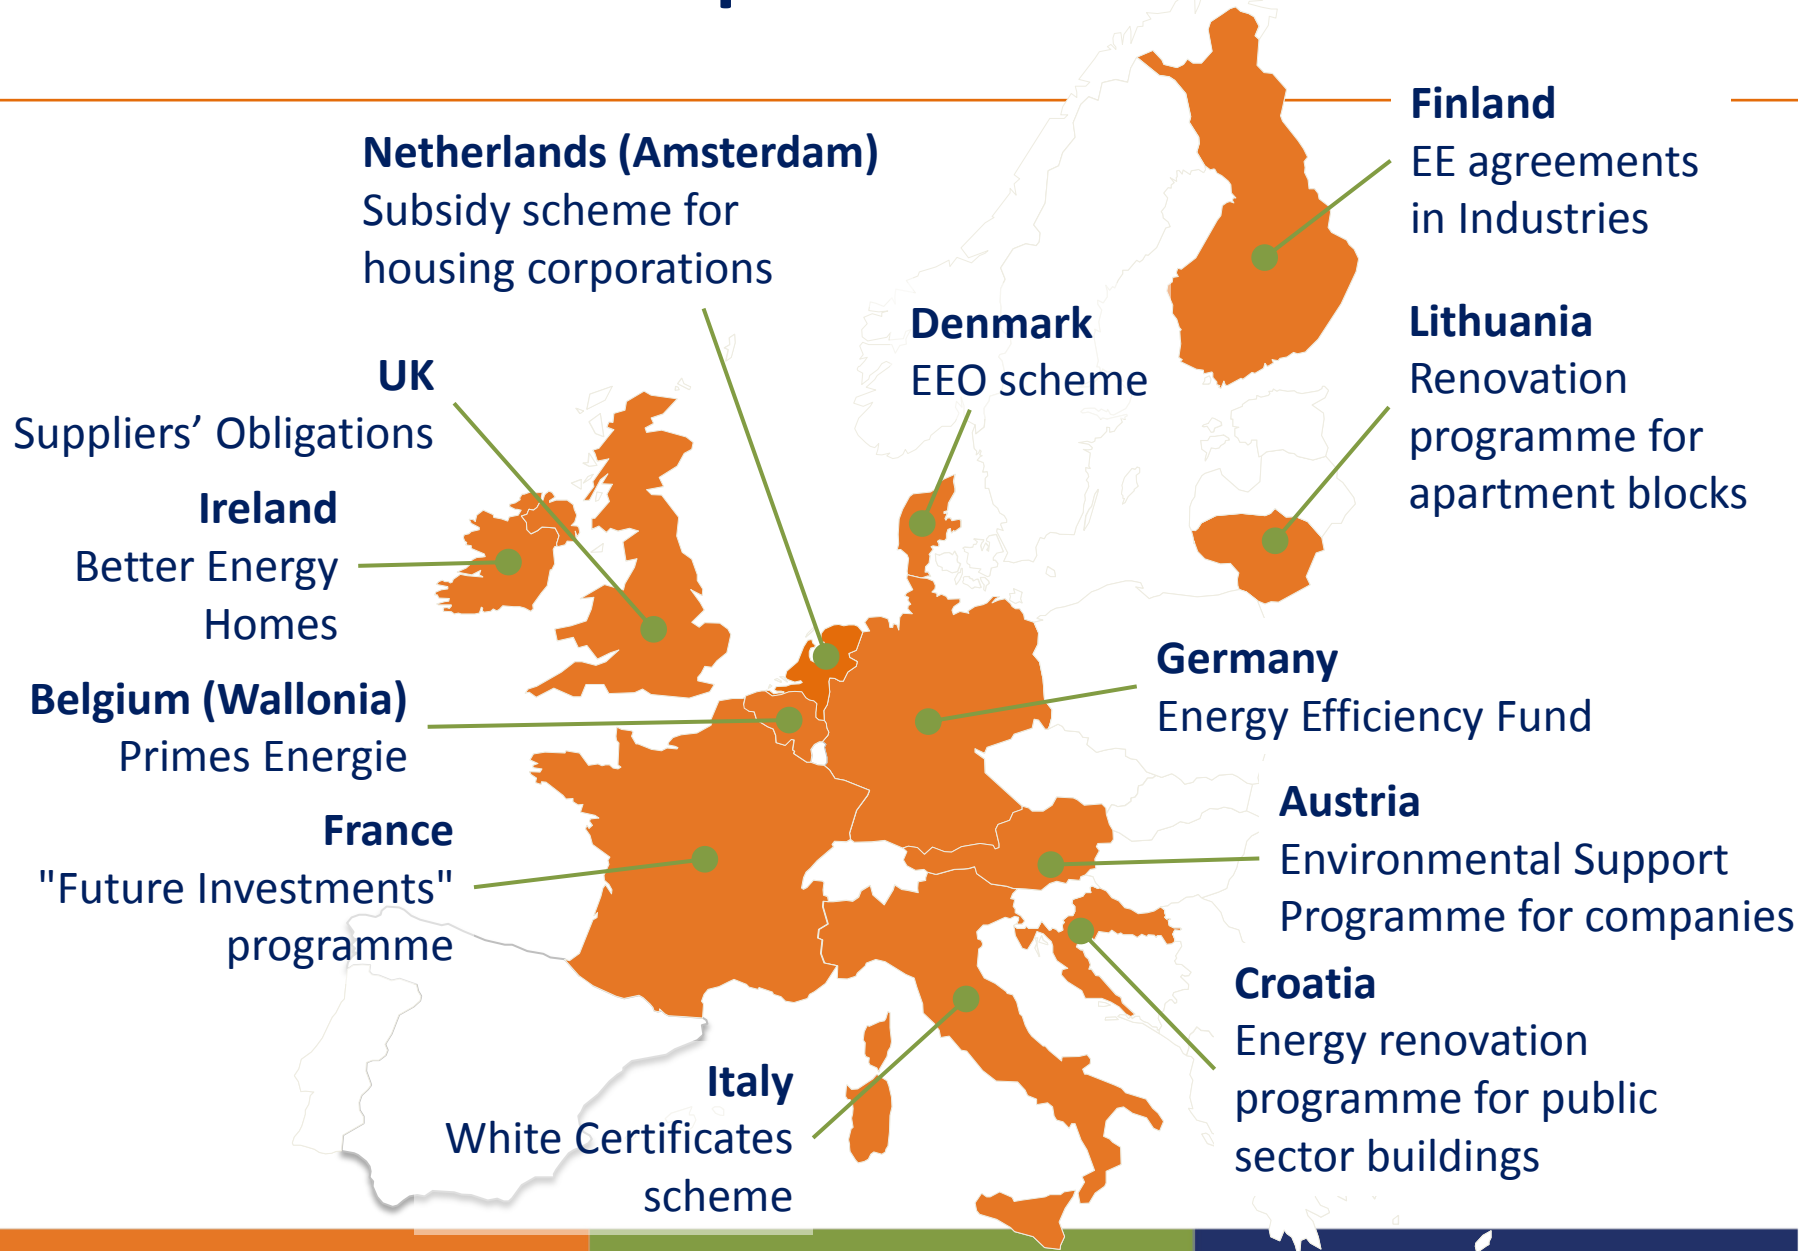 Finland
EE agreements
in Industries
Netherlands (Amsterdam)
Subsidy scheme for
housing corporations
Denmark
EEO scheme
Lithuania
Renovation
programme for
apartment blocks
UK
Suppliers’ Obligations
Ireland
Better Energy
Homes
Germany
Energy Efficiency Fund
Belgium (Wallonia)
Primes Energie
Austria
Environmental Support
Programme for companies
France
"Future Investments"
programme
Croatia
Energy renovation
programme for public
sector buildings
Italy
White Certificates
scheme